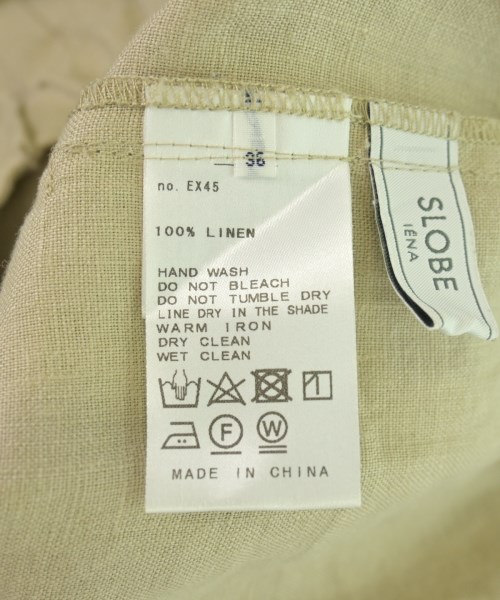 36
no. EX45
100% LINEN
HAND WASH
DO NOT BLEACH
DO NOT TUMBLE DRY
LINE DRY IN THE SHADE
WARM IRON
DRY CLEAN
WET CLEAN
F
W
MADE IN CHINA
SLOBE
IÉNA